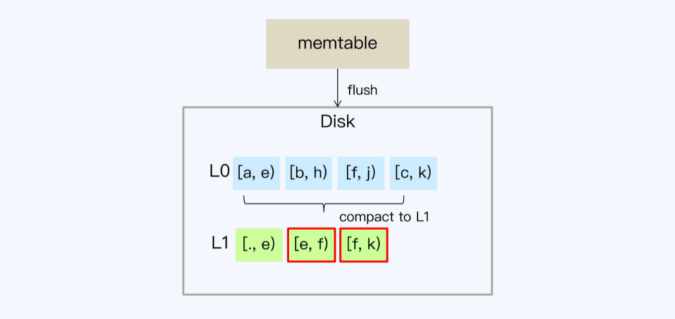 memtable
flush
Disk
L0 [a, e) [b, h) [f, j) [c, k)
compact to L1
L1 [., e) [e, f) [f, k)